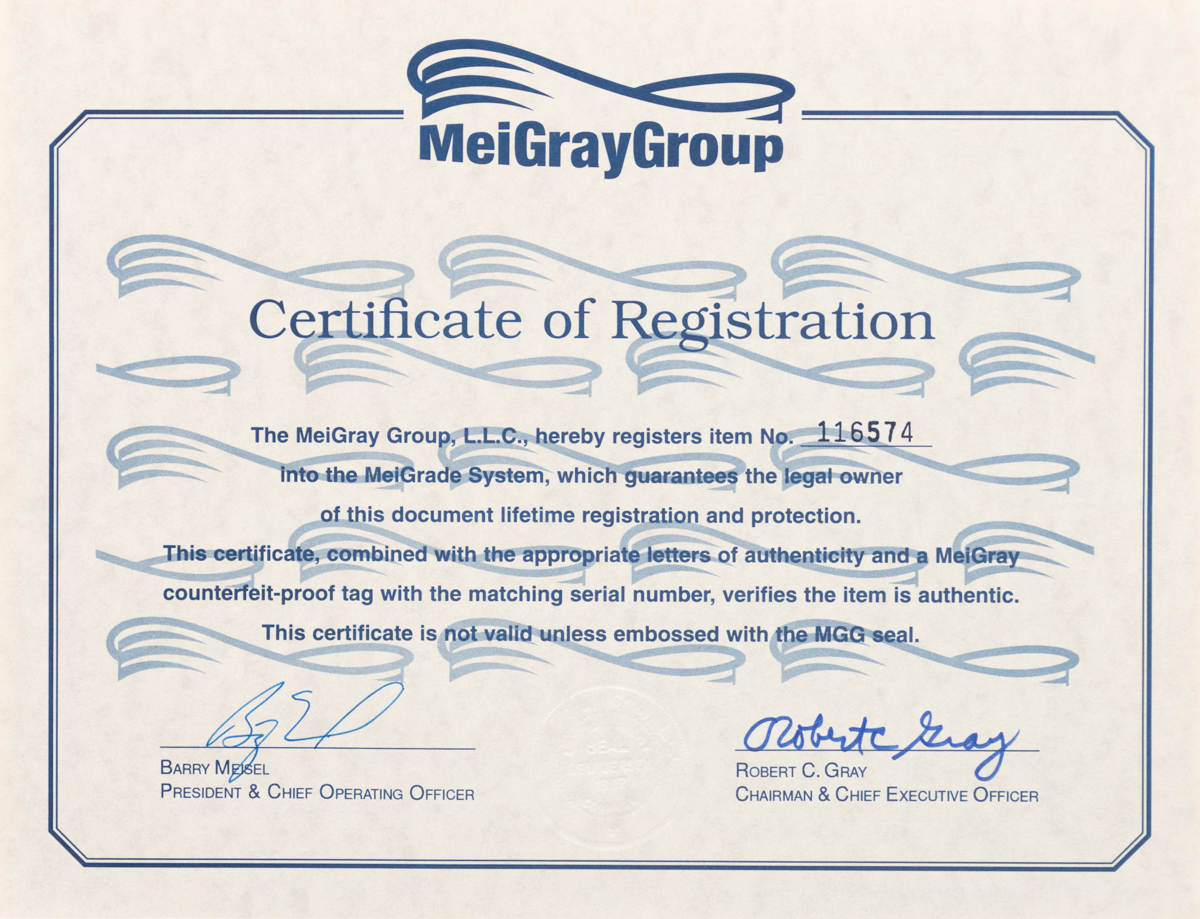 MeiGrayGroup
Certificate of Registration
The MeiGray Group, L.L.C., hereby registers item No. 116574
into the MeiGrade System, which guarantees the legal owner
of this document lifetime registration and protection.
This certificate, combined with the appropriate letters of authenticity and a MeiGray
counterfeit-proof tag with the matching serial number, verifies the item is authentic.
This certificate is not valid unless embossed with the MGG seal.
Robert C Gray
BARRY MEISEL
PRESIDENT & CHIEF OPERATING OFFICER
SEAL
ROBERT C. GRAY
CHAIRMAN & CHIEF EXECUTIVE OFFICER